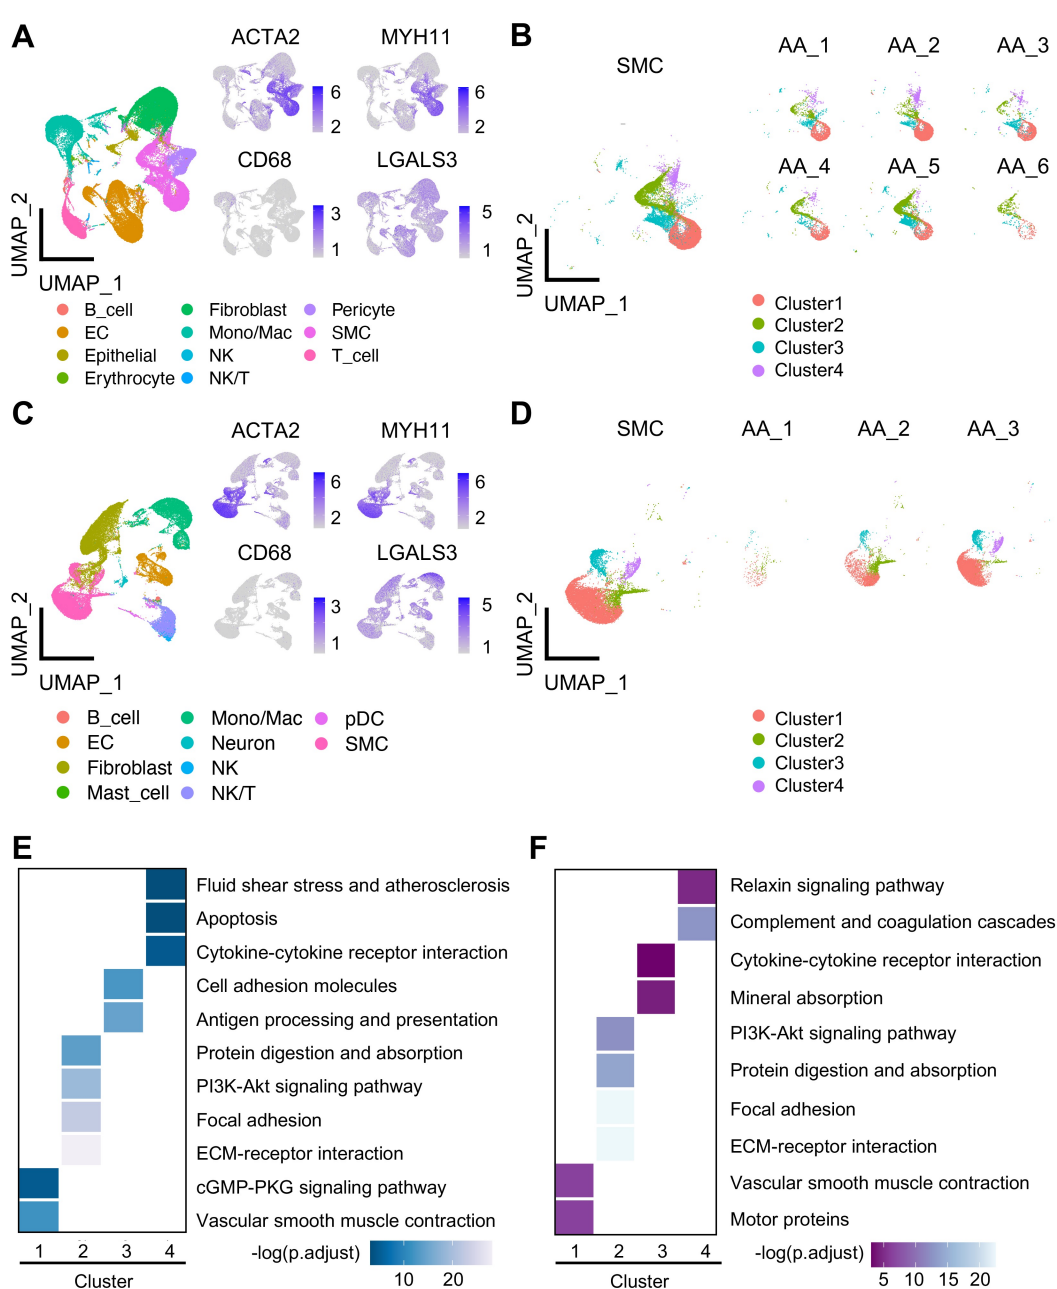 A
ACTA2
MYH11
6
2
6
2
CD68
LGALS3
3
1
5
1
UMAP_2
UMAP_1
B_cell
Fibroblast
Pericyte
EC
Mono/Mac
SMC
Epithelial
NK
T_cell
Erythrocyte
NK/T
B
SMC
AA_1
AA_2
AA_3
AA_4
AA_5
AA_6
UMAP_2
UMAP_1
Cluster1
Cluster2
Cluster3
Cluster4
C
ACTA2
MYH11
6
2
6
2
CD68
LGALS3
3
1
5
1
UMAP_2
UMAP_1
B_cell
Mono/Mac
pDC
EC
Neuron
SMC
Fibroblast
NK
Mast_cell
NK/T
D
SMC
AA_1
AA_2
AA_3
UMAP_2
UMAP_1
Cluster1
Cluster2
Cluster3
Cluster4
E
Fluid shear stress and atherosclerosis
Apoptosis
Cytokine-cytokine receptor interaction
Cell adhesion molecules
Antigen processing and presentation
Protein digestion and absorption
PI3K-Akt signaling pathway
Focal adhesion
ECM-receptor interaction
cGMP-PKG signaling pathway
Vascular smooth muscle contraction
1 2 3 4
Cluster
-log(p.adjust)
10 20
F
Relaxin signaling pathway
Complement and coagulation cascades
Cytokine-cytokine receptor interaction
Mineral absorption
PI3K-Akt signaling pathway
Protein digestion and absorption
Focal adhesion
ECM-receptor interaction
Vascular smooth muscle contraction
Motor proteins
1 2 3 4
Cluster
-log(p.adjust)
5 10 15 20